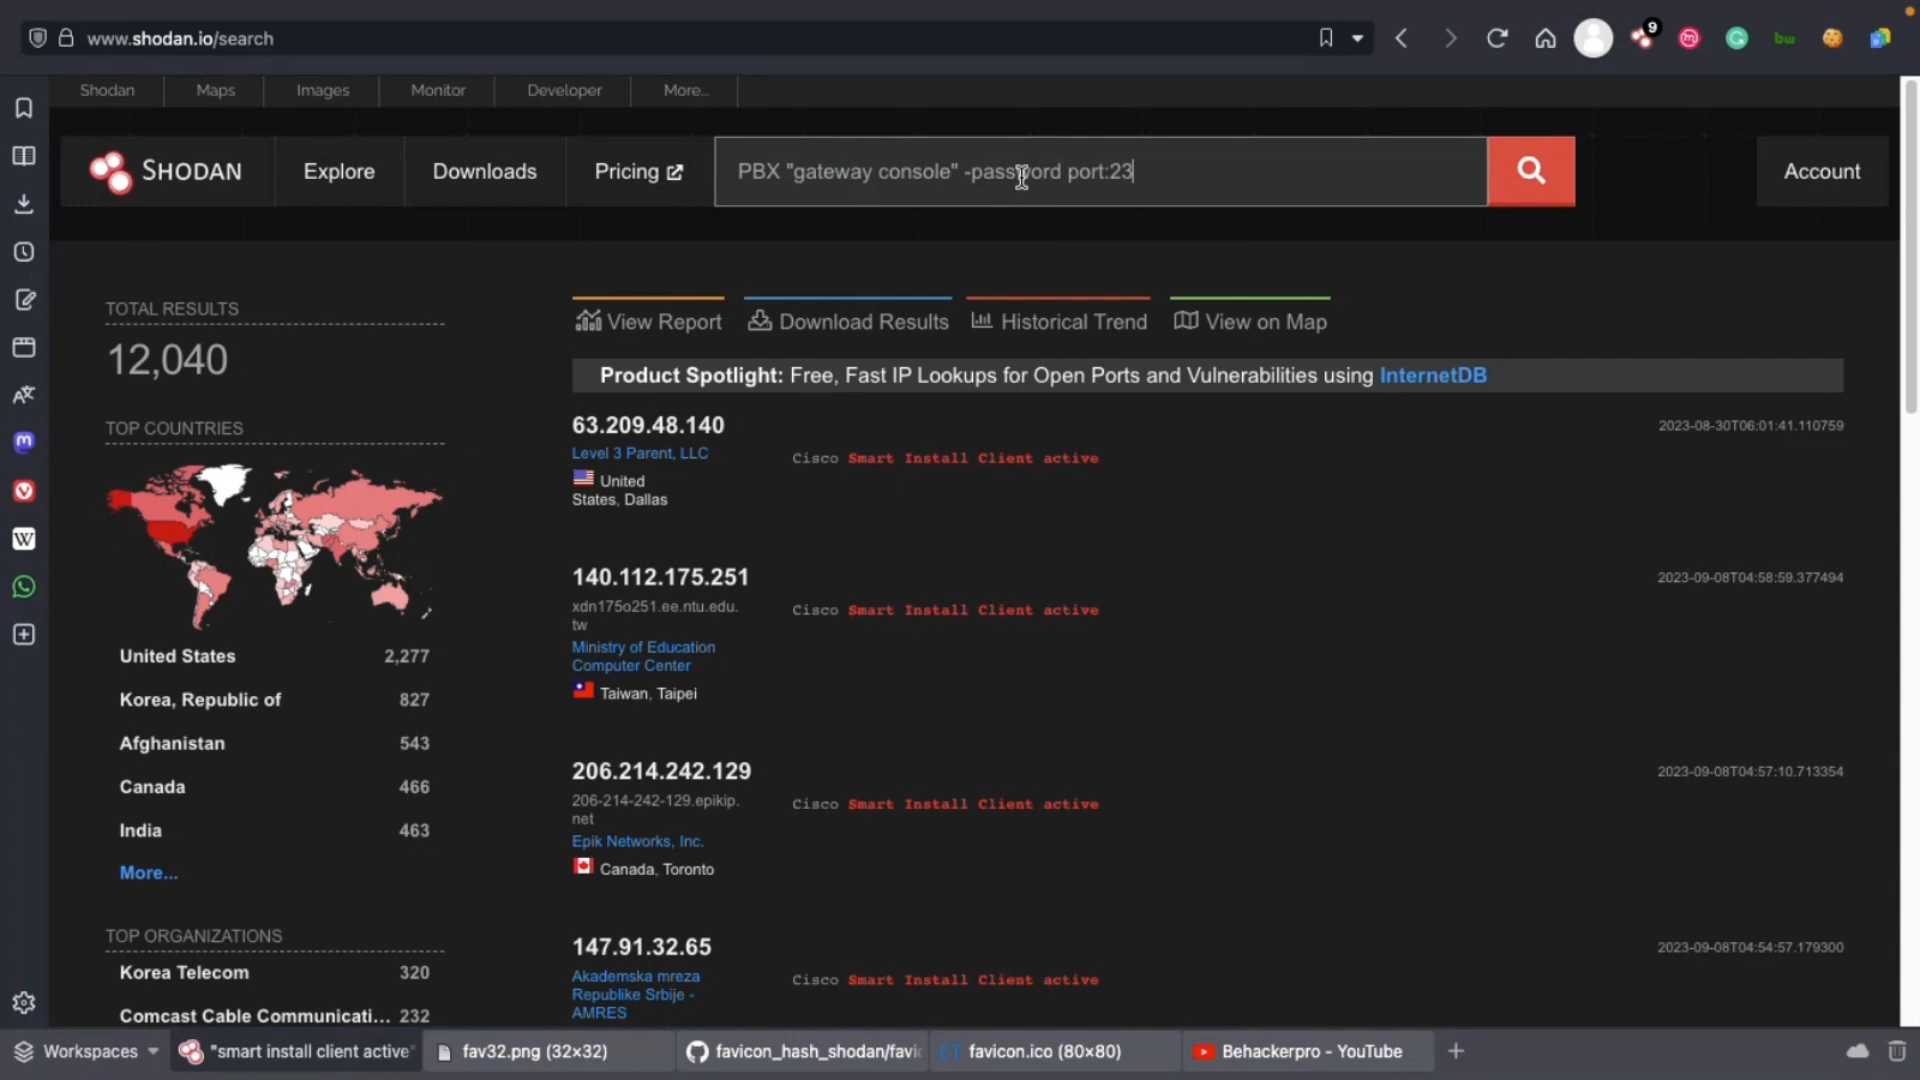 www.shodan.io/search
9
bw
Shodan
Maps
Images
Monitor
Developer
More...
SHODAN
Explore
Downloads
Pricing
PBX "gateway console" -password port:23
Account
TOTAL RESULTS
12,040
TOP COUNTRIES
United States 2,277
Korea, Republic of 827
Afghanistan 543
Canada 466
India 463
More...
TOP ORGANIZATIONS
Korea Telecom 320
Comcast Cable Communicati... 232
View Report
Download Results
Historical Trend
View on Map
Product Spotlight: Free, Fast IP Lookups for Open Ports and Vulnerabilities using InternetDB
63.209.48.140
Level 3 Parent, LLC
United
States, Dallas
Cisco Smart Install Client active
2023-08-30T06:01:41.110759
140.112.175.251
xdn175o251.ee.ntu.edu.
tw
Ministry of Education
Computer Center
Taiwan, Taipei
Cisco Smart Install Client active
2023-09-08T04:58:59.377494
206.214.242.129
206-214-242-129.epikip.
net
Epik Networks, Inc.
Canada, Toronto
Cisco Smart Install Client active
2023-09-08T04:57:10.713354
147.91.32.65
Akademska mreza
Republike Srbije -
AMRES
Cisco Smart Install Client active
2023-09-08T04:54:57.179300
Workspaces
"smart install client active"
fav32.png (32×32)
favicon_hash_shodan/favic
favicon.ico (80×80)
Behackerpro - YouTube